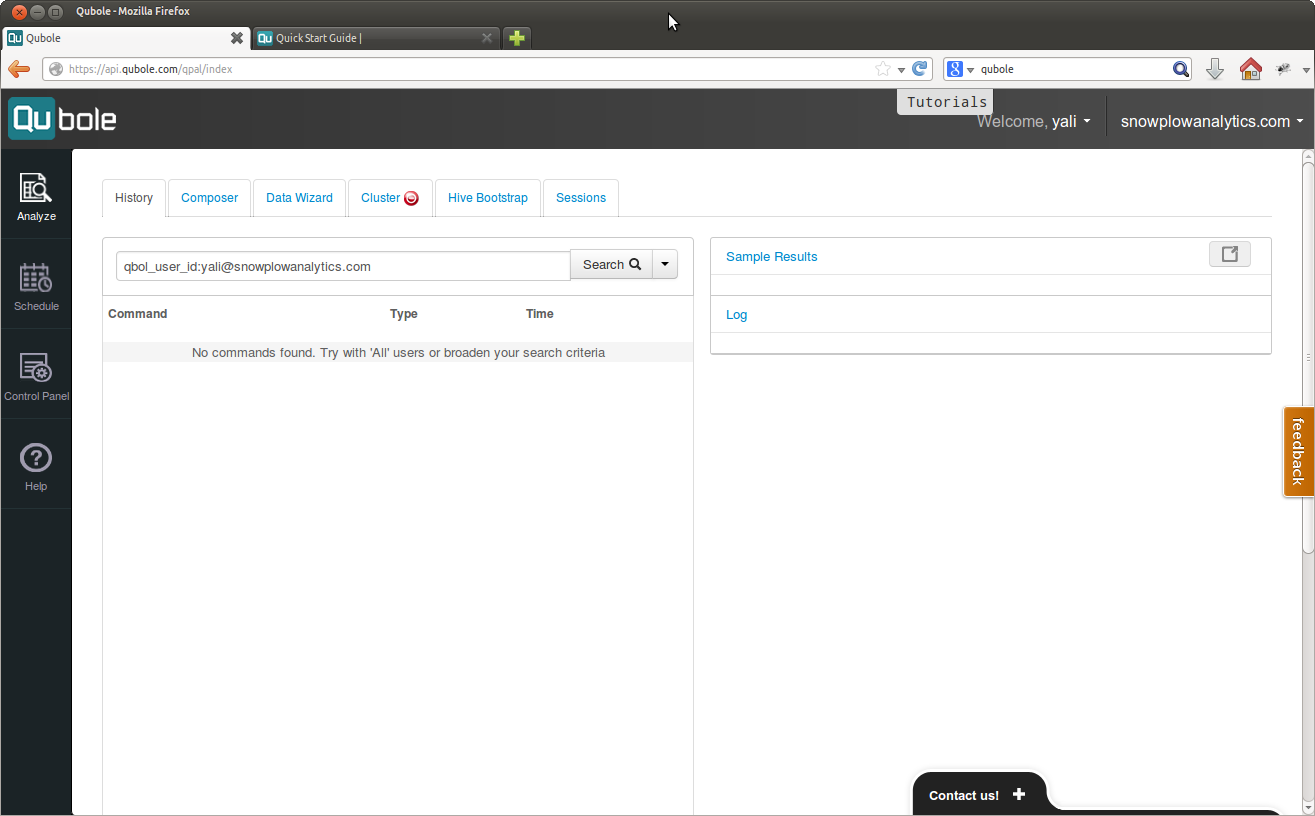 Qubole - Mozilla Firefox
Qubole
Quick Start Guide |
https://api.qubole.com/qpal/index
qubole
Qubole
Tutorials
Welcome, yali
snowplowanalytics.com
Analyze
Schedule
Control Panel
Help
History
Composer
Data Wizard
Cluster
Hive Bootstrap
Sessions
qbol_user_id:yali@snowplowanalytics.com
Search
Command Type Time
No commands found. Try with 'All' users or broaden your search criteria
Sample Results
Log
feedback
Contact us!